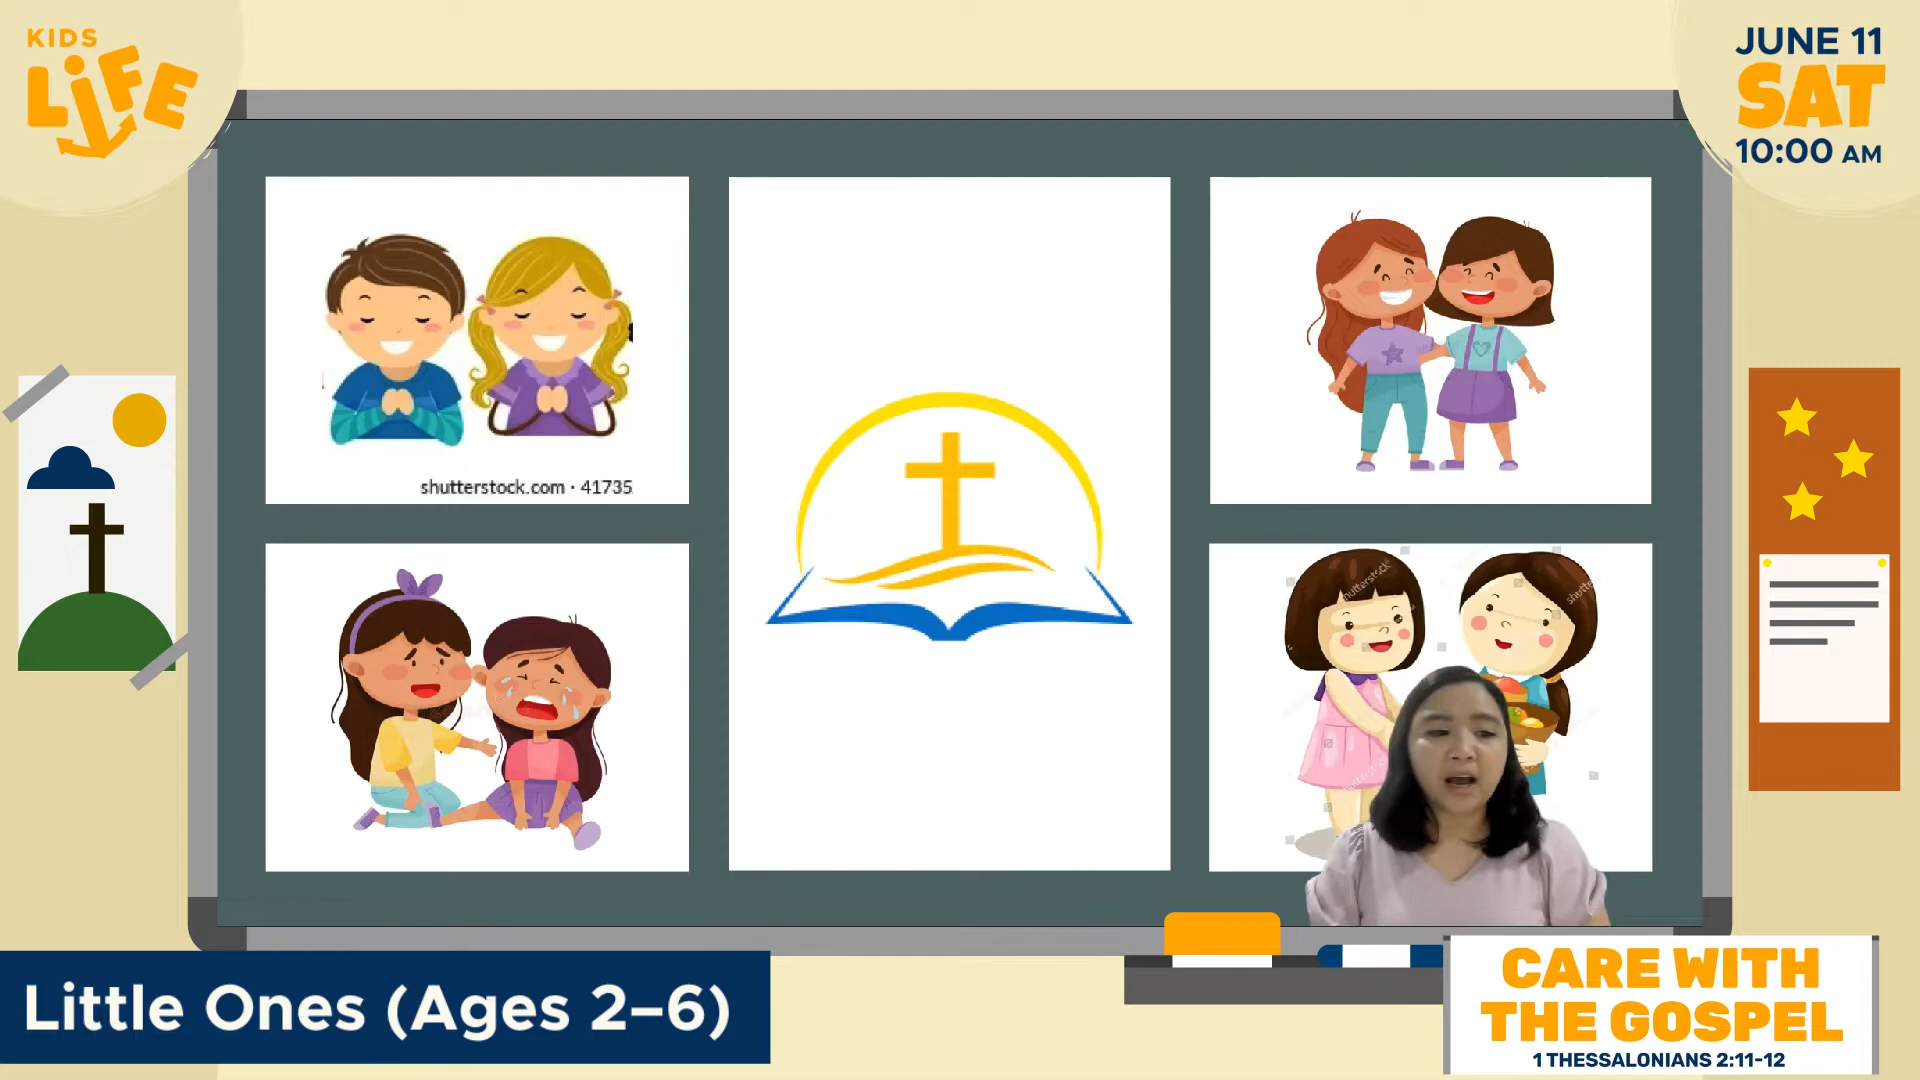 KIDS
LiFE
JUNE 11
SAT
10:00 AM
shutterstock.com · 41735
shutterstock
Little Ones (Ages 2–6)
CARE WITH
THE GOSPEL
1 THESSALONIANS 2:11-12